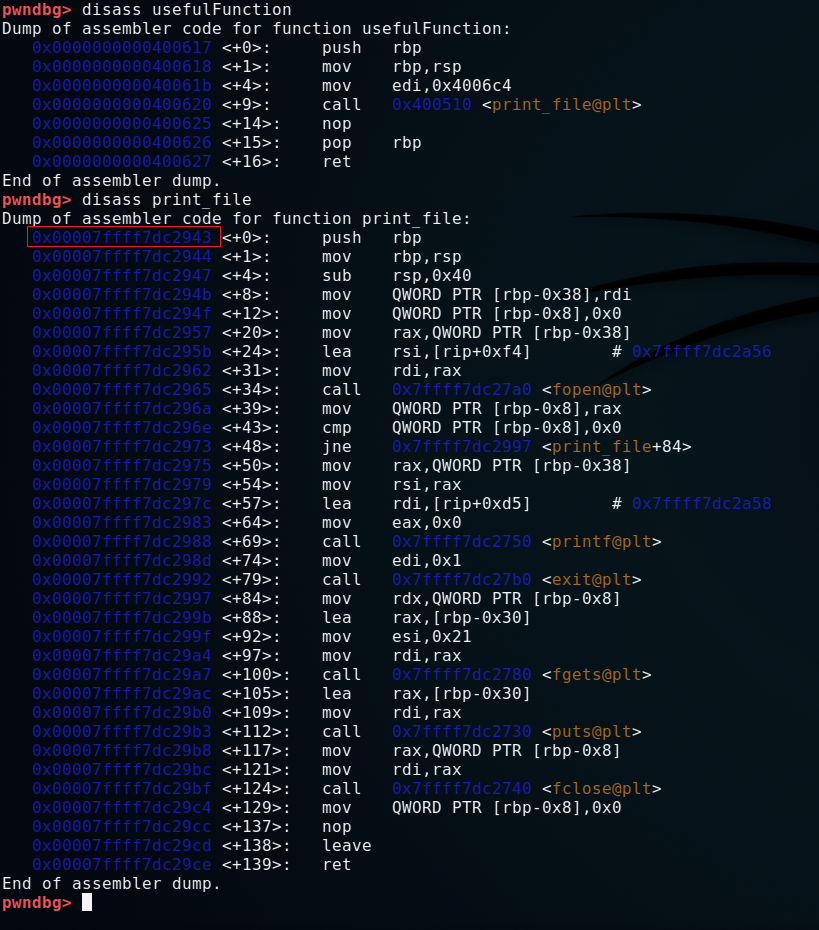 pwndbg> disass usefulFunction
Dump of assembler code for function usefulFunction:
   0x0000000000400617 <+0>:     push   rbp
   0x0000000000400618 <+1>:     mov    rbp,rsp
   0x000000000040061b <+4>:     mov    edi,0x4006c4
   0x0000000000400620 <+9>:     call   0x400510 <print_file@plt>
   0x0000000000400625 <+14>:    nop
   0x0000000000400626 <+15>:    pop    rbp
   0x0000000000400627 <+16>:    ret
End of assembler dump.
pwndbg> disass print_file
Dump of assembler code for function print_file:
   0x00007ffff7dc2943 <+0>:     push   rbp
   0x00007ffff7dc2944 <+1>:     mov    rbp,rsp
   0x00007ffff7dc2947 <+4>:     sub    rsp,0x40
   0x00007ffff7dc294b <+8>:     mov    QWORD PTR [rbp-0x38],rdi
   0x00007ffff7dc294f <+12>:    mov    QWORD PTR [rbp-0x8],0x0
   0x00007ffff7dc2957 <+20>:    mov    rax,QWORD PTR [rbp-0x38]
   0x00007ffff7dc295b <+24>:    lea    rsi,[rip+0xf4]        # 0x7ffff7dc2a56
   0x00007ffff7dc2962 <+31>:    mov    rdi,rax
   0x00007ffff7dc2965 <+34>:    call   0x7ffff7dc27a0 <fopen@plt>
   0x00007ffff7dc296a <+39>:    mov    QWORD PTR [rbp-0x8],rax
   0x00007ffff7dc296e <+43>:    cmp    QWORD PTR [rbp-0x8],0x0
   0x00007ffff7dc2973 <+48>:    jne    0x7ffff7dc2997 <print_file+84>
   0x00007ffff7dc2975 <+50>:    mov    rax,QWORD PTR [rbp-0x38]
   0x00007ffff7dc2979 <+54>:    mov    rsi,rax
   0x00007ffff7dc297c <+57>:    lea    rdi,[rip+0xd5]        # 0x7ffff7dc2a58
   0x00007ffff7dc2983 <+64>:    mov    eax,0x0
   0x00007ffff7dc2988 <+69>:    call   0x7ffff7dc2750 <printf@plt>
   0x00007ffff7dc298d <+74>:    mov    edi,0x1
   0x00007ffff7dc2992 <+79>:    call   0x7ffff7dc27b0 <exit@plt>
   0x00007ffff7dc2997 <+84>:    mov    rdx,QWORD PTR [rbp-0x8]
   0x00007ffff7dc299b <+88>:    lea    rax,[rbp-0x30]
   0x00007ffff7dc299f <+92>:    mov    esi,0x21
   0x00007ffff7dc29a4 <+97>:    mov    rdi,rax
   0x00007ffff7dc29a7 <+100>:   call   0x7ffff7dc2780 <fgets@plt>
   0x00007ffff7dc29ac <+105>:   lea    rax,[rbp-0x30]
   0x00007ffff7dc29b0 <+109>:   mov    rdi,rax
   0x00007ffff7dc29b3 <+112>:   call   0x7ffff7dc2730 <puts@plt>
   0x00007ffff7dc29b8 <+117>:   mov    rax,QWORD PTR [rbp-0x8]
   0x00007ffff7dc29bc <+121>:   mov    rdi,rax
   0x00007ffff7dc29bf <+124>:   call   0x7ffff7dc2740 <fclose@plt>
   0x00007ffff7dc29c4 <+129>:   mov    QWORD PTR [rbp-0x8],0x0
   0x00007ffff7dc29cc <+137>:   nop
   0x00007ffff7dc29cd <+138>:   leave
   0x00007ffff7dc29ce <+139>:   ret
End of assembler dump.
pwndbg>